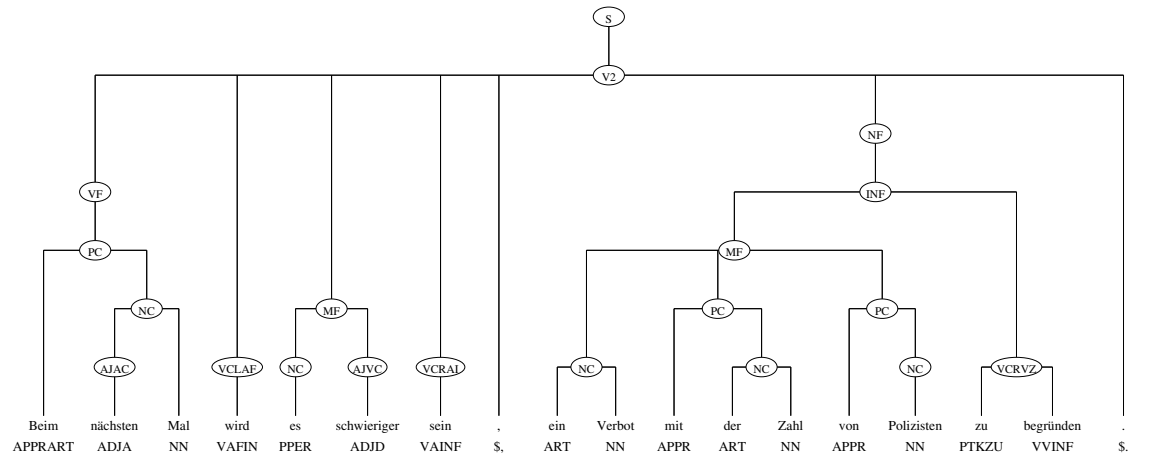 S
V2
NF
VF INF
PC MF
NC MF PC PC
AJAC VCLAF NC AJVC VCRAI NC NC NC VCRVZ
Beim nächsten Mal wird es schwieriger sein , ein Verbot mit der Zahl von Polizisten zu begründen .
APPRART ADJA NN VAFIN PPER ADJD VAINF $, ART NN APPR ART NN APPR NN PTKZU VVINF $.